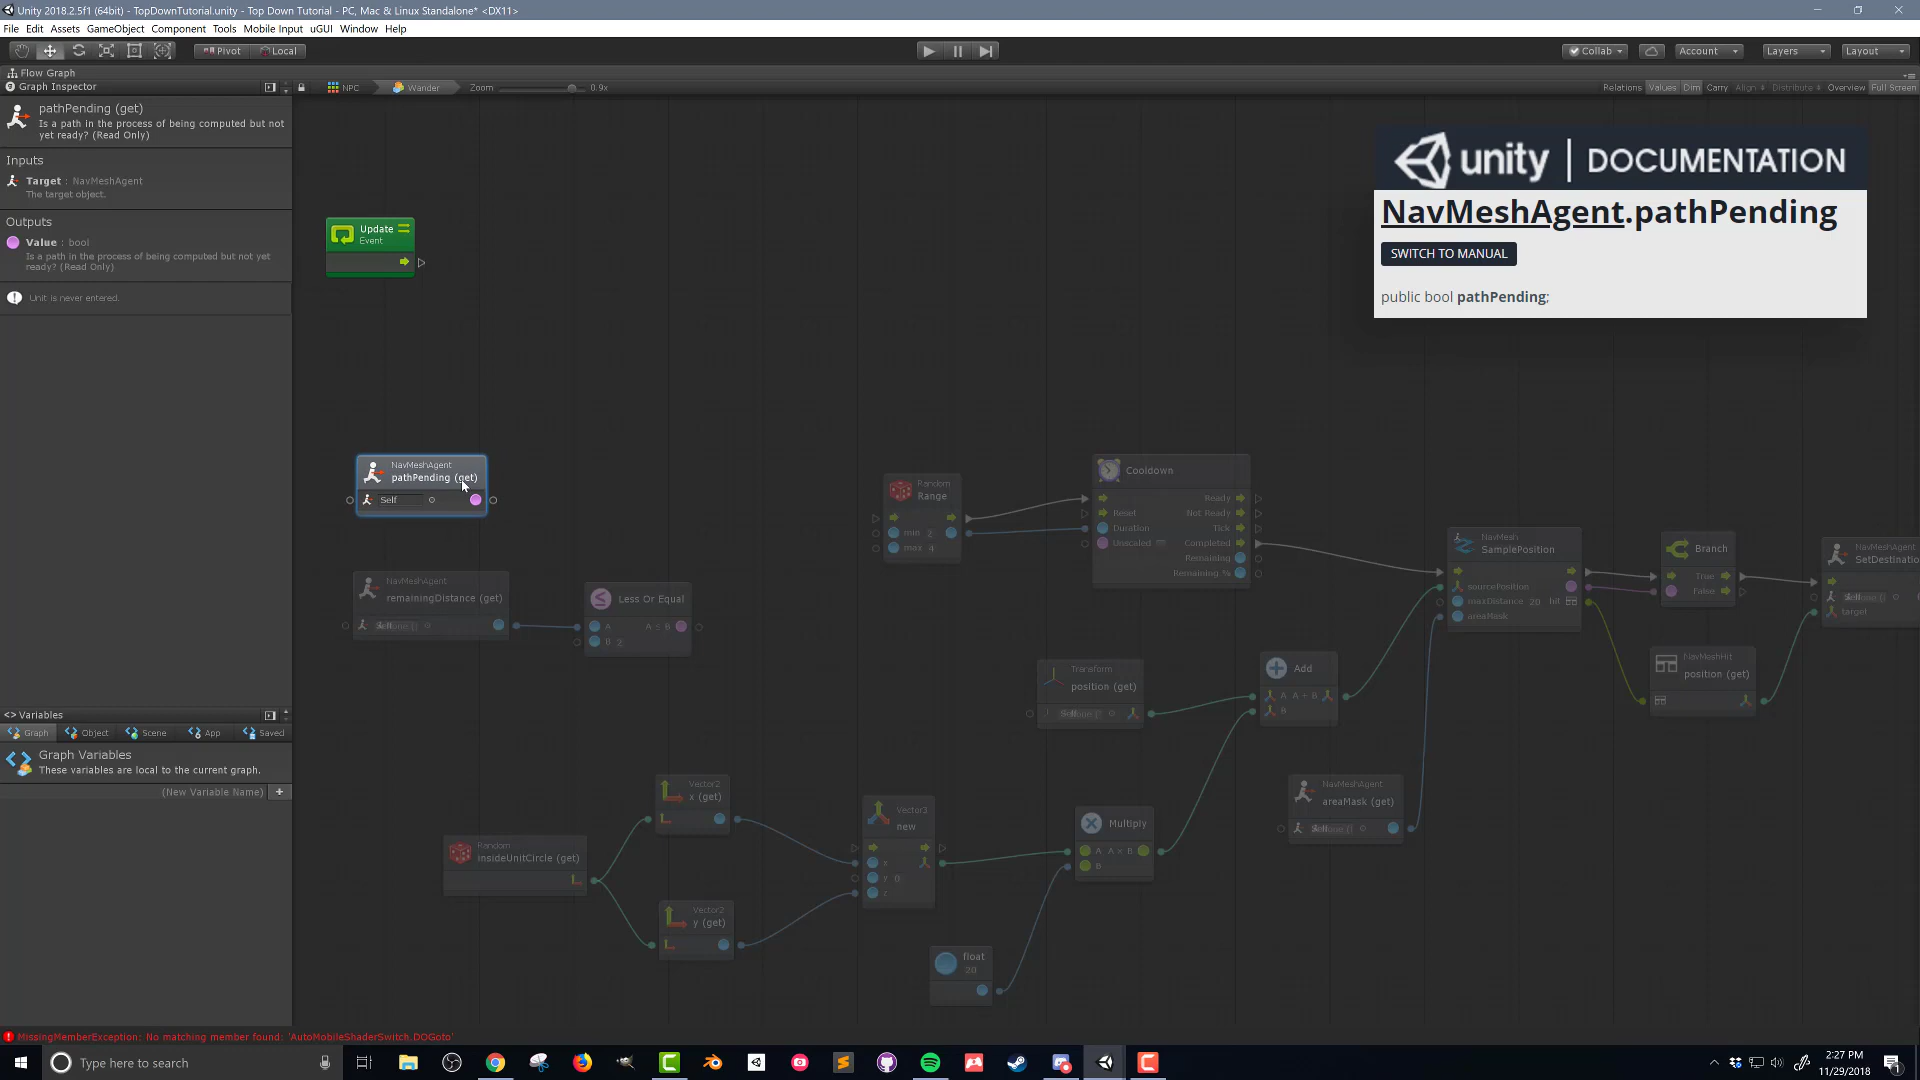 Unity 2018.2.5f1 (64bit) - TopDownTutorial.unity - Top Down Tutorial - PC, Mac & Linux Standalone* <DX11>
File Edit Assets GameObject Component Tools Mobile Input uGUI Window Help
Pivot Local Collab Account Layers Layout
Flow Graph
Graph Inspector
NPC Wander Zoom 0.9x Relations Values Dim Carry Align Distribute Overview Full Screen
pathPending (get)
Is a path in the process of being computed but not
yet ready? (Read Only)
Inputs
Target : NavMeshAgent
The target object.
Outputs
Value : bool
Is a path in the process of being computed but not yet
ready? (Read Only)
Unit is never entered.
unity | DOCUMENTATION
NavMeshAgent.pathPending
SWITCH TO MANUAL
public bool pathPending;
Update
Event
NavMeshAgent
pathPending (get)
Self
NavMeshAgent
remainingDistance (get)
Less Or Equal
A A ≤ B
B 2
Random
Range
min 2
max 4
Cooldown
Ready
Reset Not Ready
Duration Tick
Unscaled Completed
Remaining
Remaining %
NavMesh
SamplePosition
sourcePosition
maxDistance 20 hit
areaMask
Branch
True
False
NavMeshAgent
SetDestination
target
NavMeshHit
position (get)
Transform
position (get)
Add
A A + B
B
NavMeshAgent
areaMask (get)
Random
insideUnitCircle (get)
Vector2
x (get)
Vector2
y (get)
Vector3
new
x
y 0
z
Multiply
A A × B
B
float
20
<> Variables
Graph Object Scene App Saved
Graph Variables
These variables are local to the current graph.
(New Variable Name) +
MissingMemberException: No matching member found: 'AutoMobileShaderSwitch.DOGoto'
Type here to search
2:27 PM
11/29/2018
1